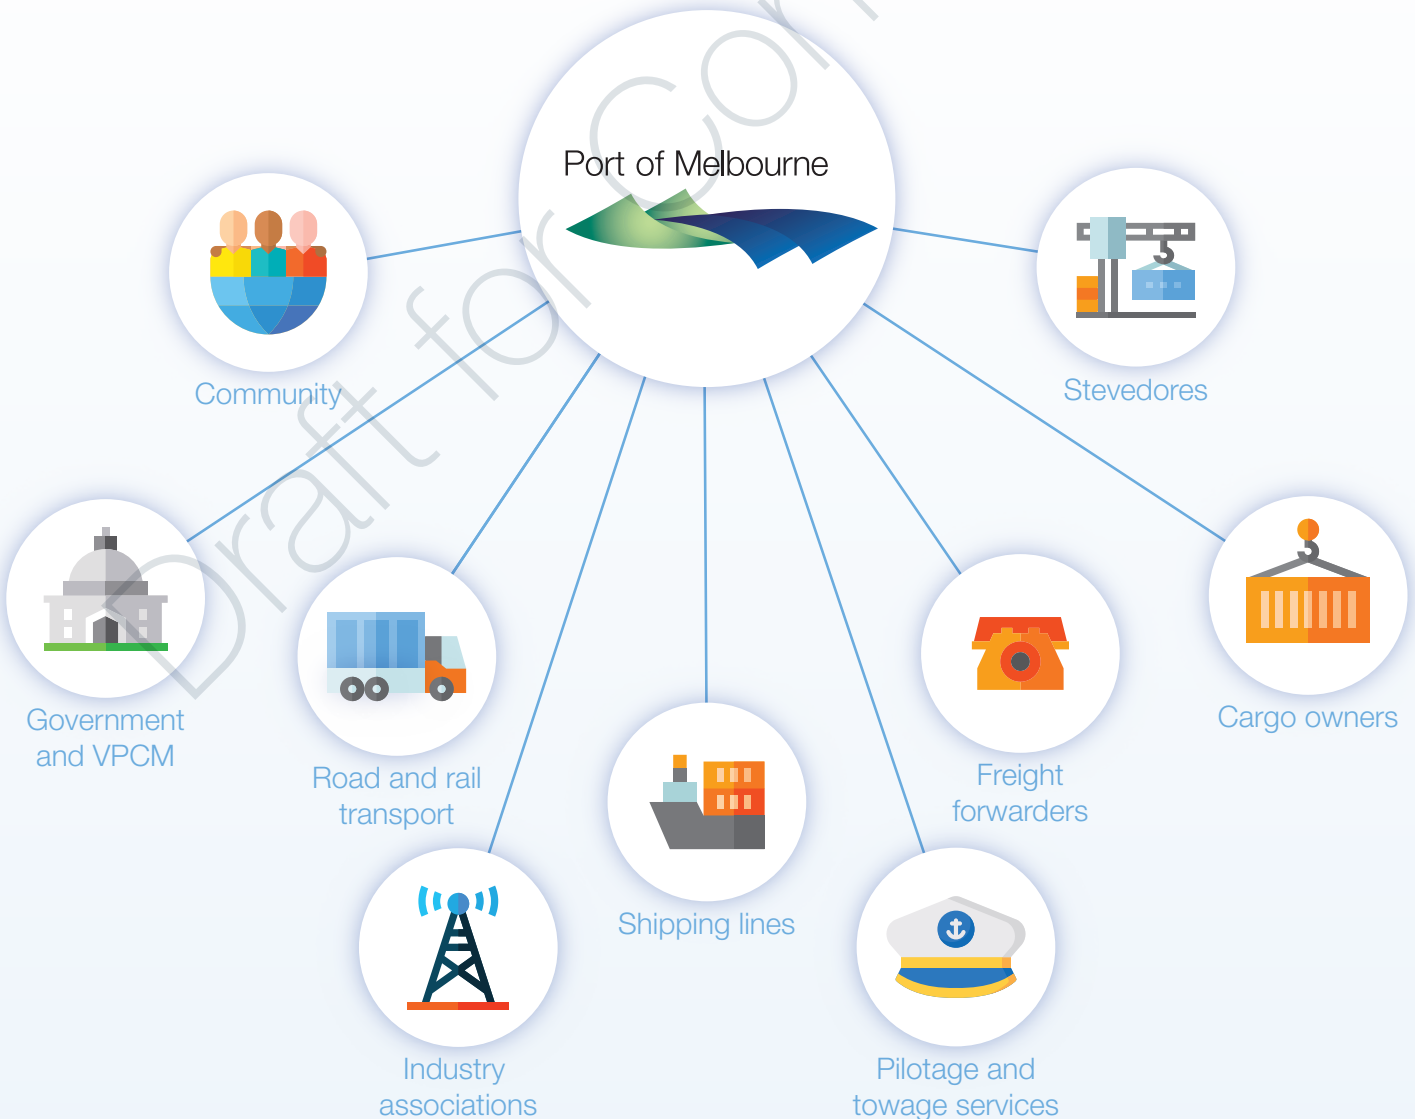 Port of Melbourne
Community
Stevedores
Government
and VPCM
Road and rail
transport
Industry
associations
Shipping lines
Pilotage and
towage services
Freight
forwarders
Cargo owners
Draft for